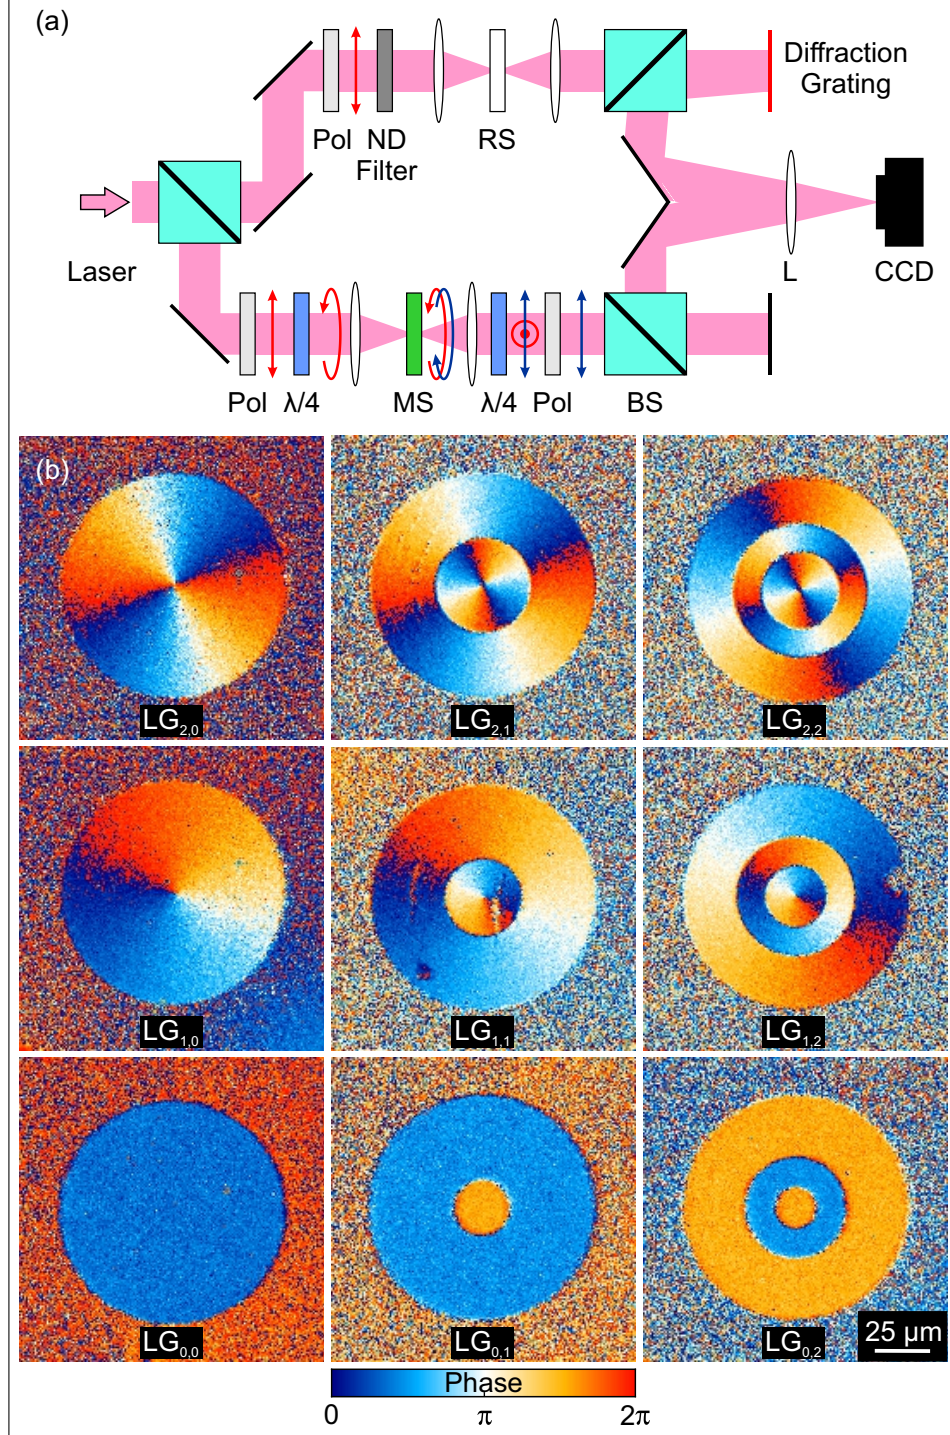 (a)
Diffraction
Grating
Pol ND
Filter
RS
Laser
L
CCD
Pol λ/4
MS
λ/4 Pol
BS
(b)
LG2,0
LG2,1
LG2,2
LG1,0
LG1,1
LG1,2
LG0,0
LG0,1
LG0,2
25 μm
Phase
0
π
2π